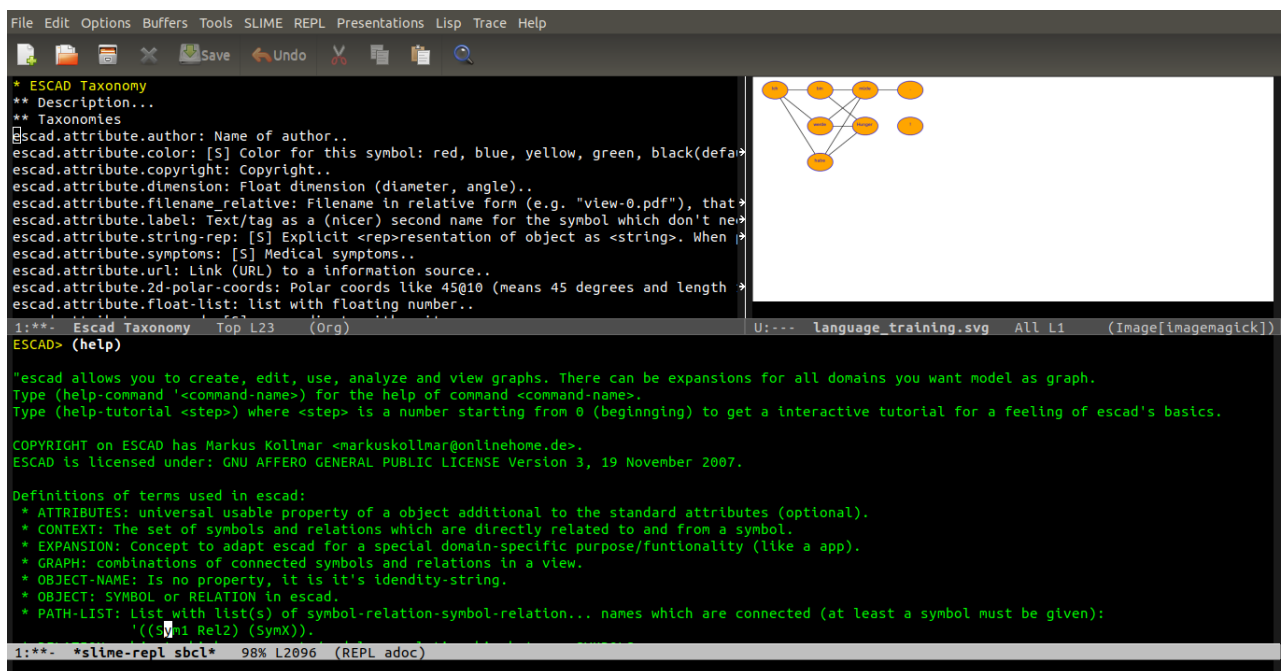 File Edit Options Buffers Tools SLIME REPL Presentations Lisp Trace Help
Save Undo
* ESCAD Taxonomy
** Description...
** Taxonomies
escad.attribute.author: Name of author..
escad.attribute.color: [S] Color for this symbol: red, blue, yellow, green, black(defa
escad.attribute.copyright: Copyright..
escad.attribute.dimension: Float dimension (diameter, angle)..
escad.attribute.filename_relative: Filename in relative form (e.g. "view-0.pdf"), that
escad.attribute.label: Text/tag as a (nicer) second name for the symbol which don't ne
escad.attribute.string-rep: [S] Explicit <rep>resentation of object as <string>. When
escad.attribute.symptoms: [S] Medical symptoms..
escad.attribute.url: Link (URL) to a information source..
escad.attribute.2d-polar-coords: Polar coords like 45@10 (means 45 degrees and length
escad.attribute.float-list: list with floating number..
1:**- Escad Taxonomy Top L23 (Org)
U:--- language_training.svg All L1 (Image[imagemagick])
ESCAD> (help)
"escad allows you to create, edit, use, analyze and view graphs. There can be expansions for all domains you want model as graph.
Type (help-command '<command-name>) for the help of command <command-name>.
Type (help-tutorial <step>) where <step> is a number starting from 0 (beginnging) to get a interactive tutorial for a feeling of escad's basics.
COPYRIGHT on ESCAD has Markus Kollmar <markuskollmar@onlinehome.de>.
ESCAD is licensed under: GNU AFFERO GENERAL PUBLIC LICENSE Version 3, 19 November 2007.
Definitions of terms used in escad:
* ATTRIBUTES: universal usable property of a object additional to the standard attributes (optional).
* CONTEXT: The set of symbols and relations which are directly related to and from a symbol.
* EXPANSION: Concept to adapt escad for a special domain-specific purpose/funtionality (like a app).
* GRAPH: combinations of connected symbols and relations in a view.
* OBJECT-NAME: Is no property, it is it's idendity-string.
* OBJECT: SYMBOL or RELATION in escad.
* PATH-LIST: List with list(s) of symbol-relation-symbol-relation... names which are connected (at least a symbol must be given):
'((Sym1 Rel2) (SymX)).
1:**- *slime-repl sbcl* 98% L2096 (REPL adoc)